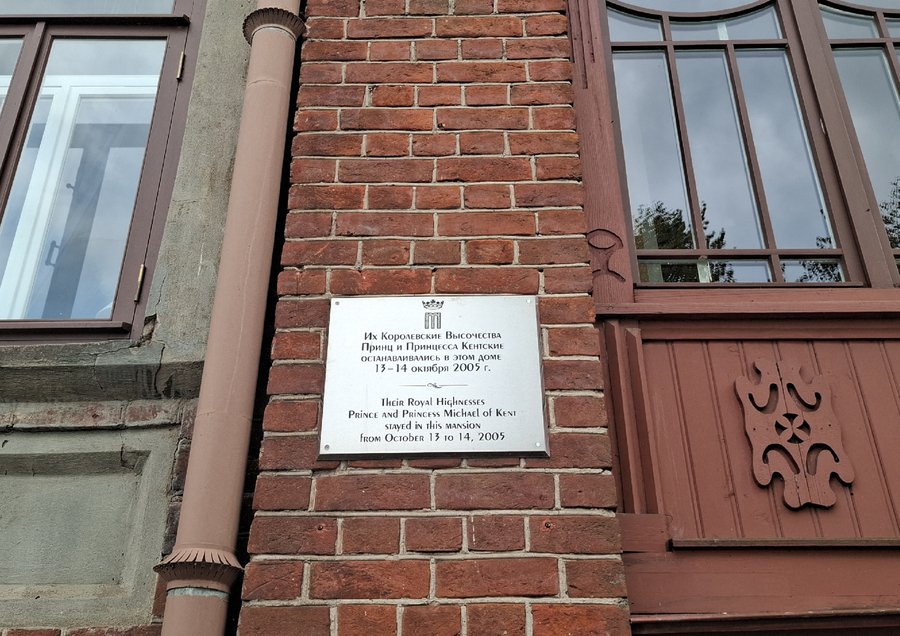 Их Королевские Высочества
Принц и Принцесса Кентские
останавливались в этом доме
13–14 октября 2005 г.
Their Royal Highnesses
Prince and Princess Michael of Kent
stayed in this mansion
from October 13 to 14, 2005